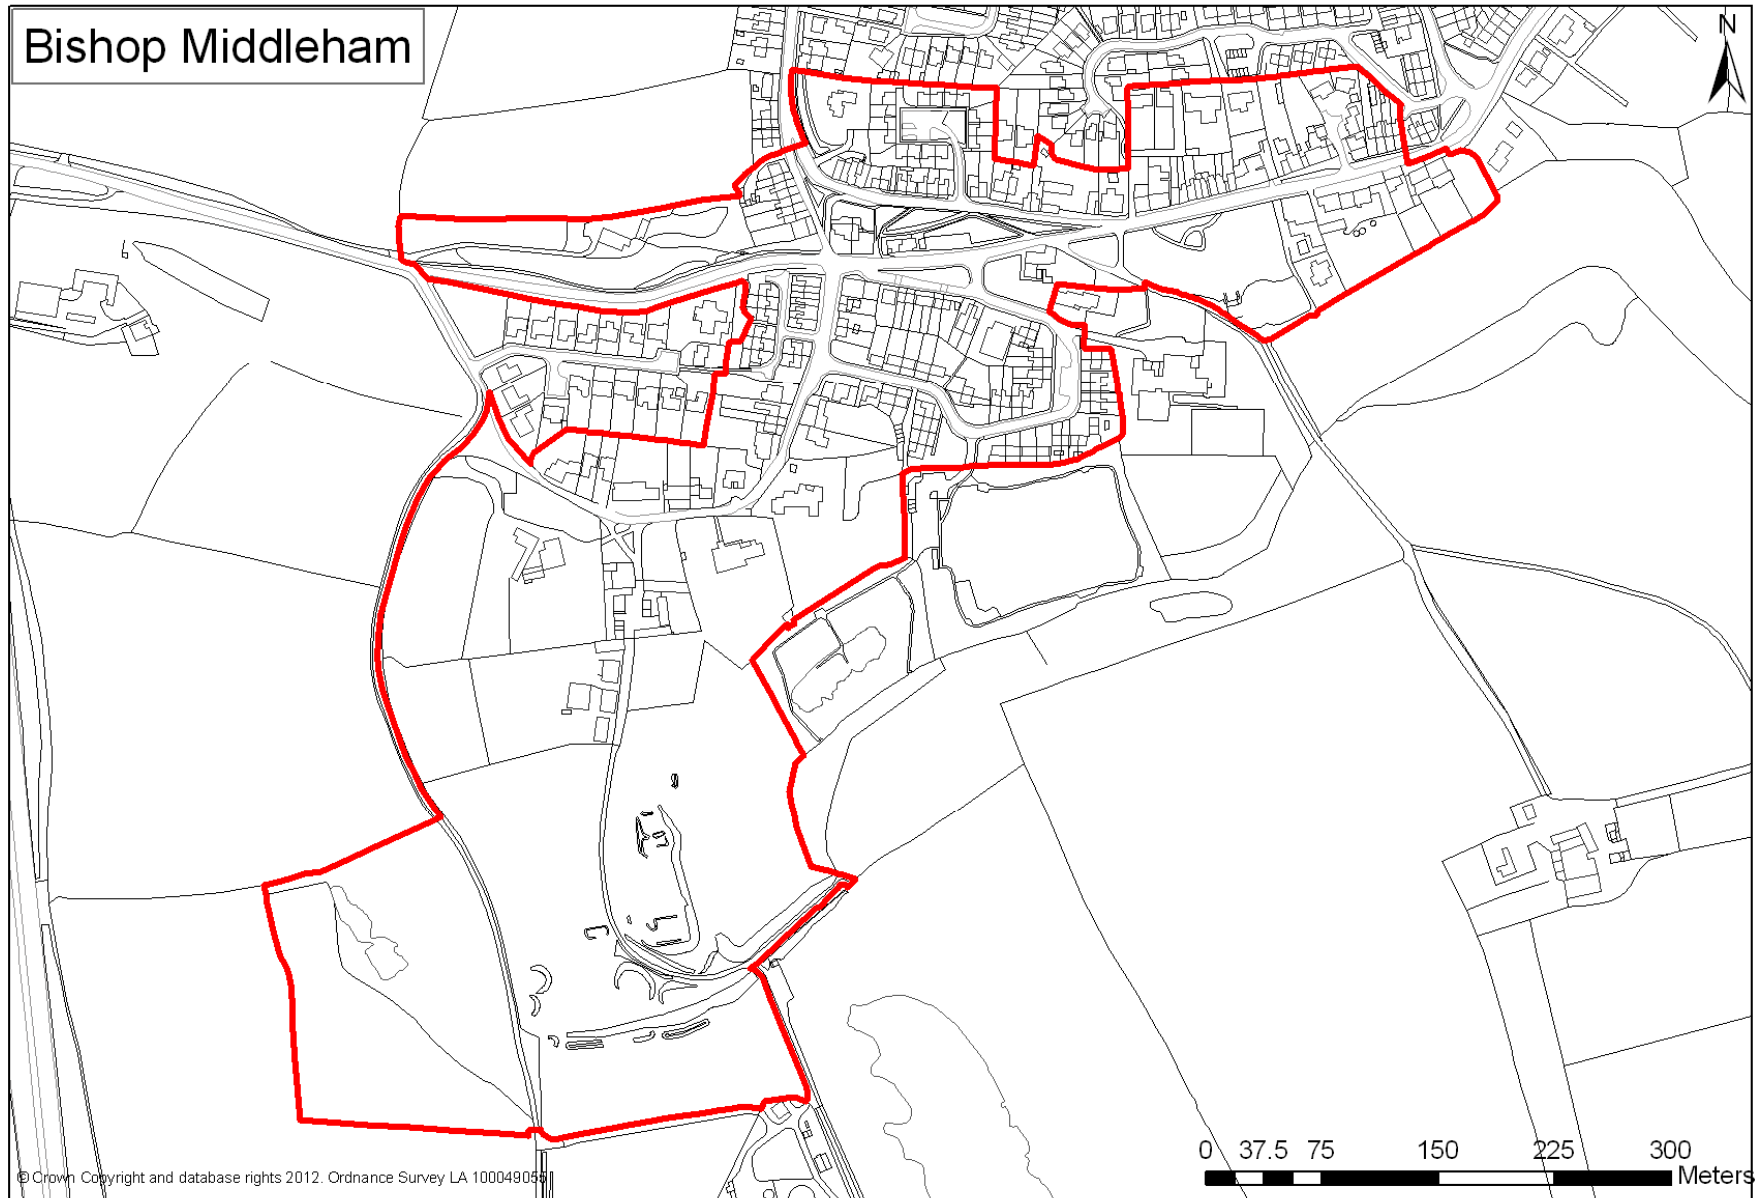 Bishop Middleham
N
0 37.5 75 150 225 300
Meters
© Crown Copyright and database rights 2012. Ordnance Survey LA 100049055